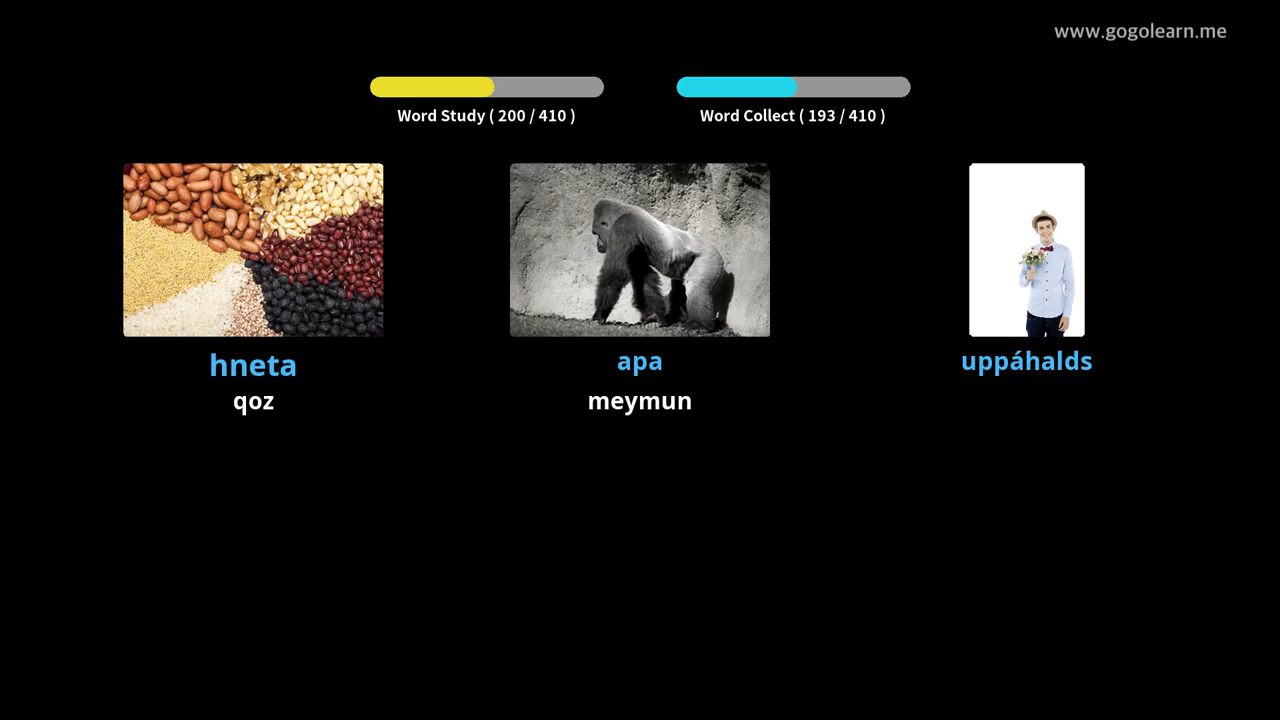 www.gogolearn.me
Word Study ( 200 / 410 )
Word Collect ( 193 / 410 )
hneta
qoz
apa
meymun
uppáhalds